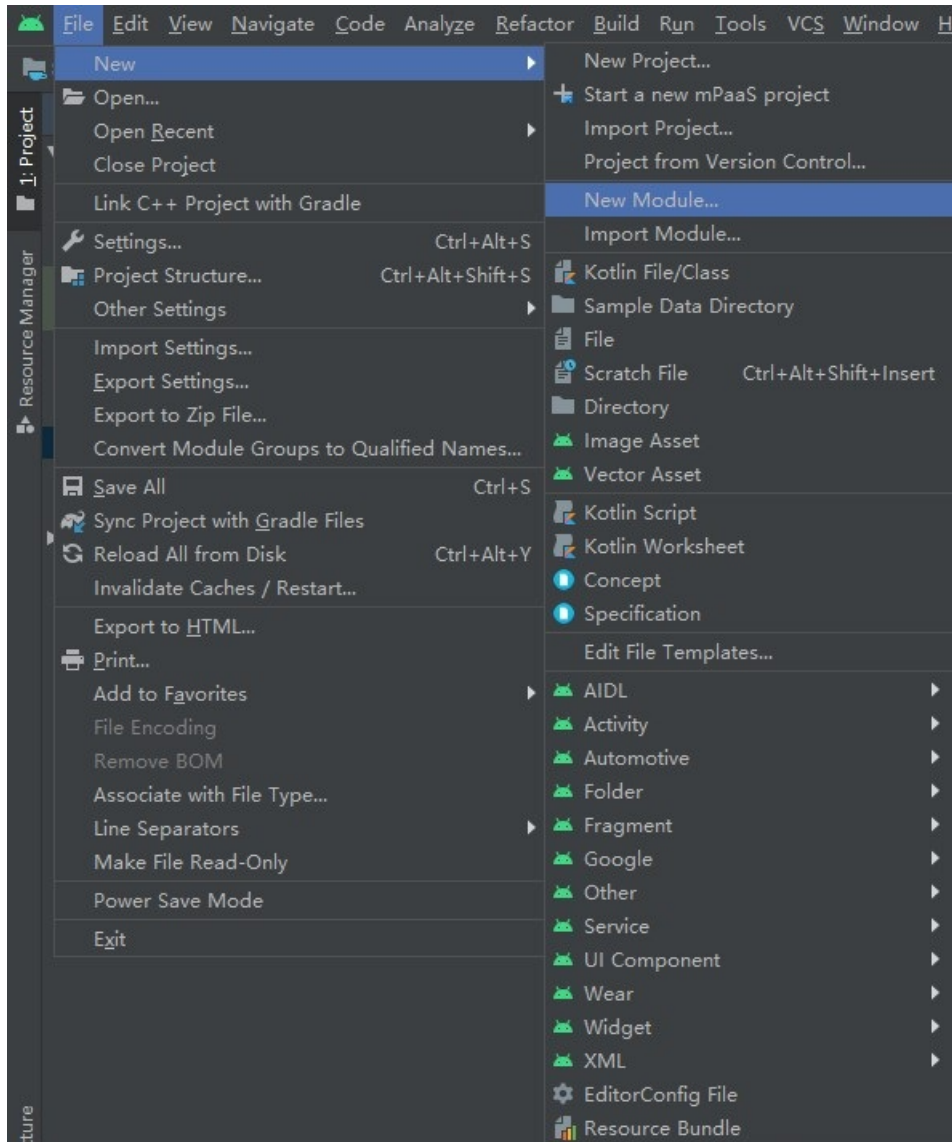 File Edit View Navigate Code Analyze Refactor Build Run Tools VCS Window H
1: Project
Resource Manager
New
Open...
Open Recent
Close Project
Link C++ Project with Gradle
Settings... Ctrl+Alt+S
Project Structure... Ctrl+Alt+Shift+S
Other Settings
Import Settings...
Export Settings...
Export to Zip File...
Convert Module Groups to Qualified Names...
Save All Ctrl+S
Sync Project with Gradle Files
Reload All from Disk Ctrl+Alt+Y
Invalidate Caches / Restart...
Export to HTML...
Print...
Add to Favorites
File Encoding
Remove BOM
Associate with File Type...
Line Separators
Make File Read-Only
Power Save Mode
Exit
New Project...
Start a new mPaaS project
Import Project...
Project from Version Control...
New Module...
Import Module...
Kotlin File/Class
Sample Data Directory
File
Scratch File Ctrl+Alt+Shift+Insert
Directory
Image Asset
Vector Asset
Kotlin Script
Kotlin Worksheet
Concept
Specification
Edit File Templates...
AIDL
Activity
Automotive
Folder
Fragment
Google
Other
Service
UI Component
Wear
Widget
XML
EditorConfig File
Resource Bundle
ture